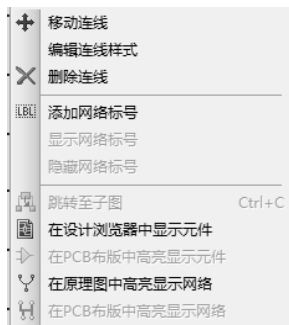 移动连线
编辑连线样式
删除连线
LBL 添加网络标号
显示网络标号
隐藏网络标号
跳转至子图 Ctrl+C
在设计浏览器中显示元件
在PCB布版中高亮显示元件
在原理图中高亮显示网络
在PCB布版中高亮显示网络